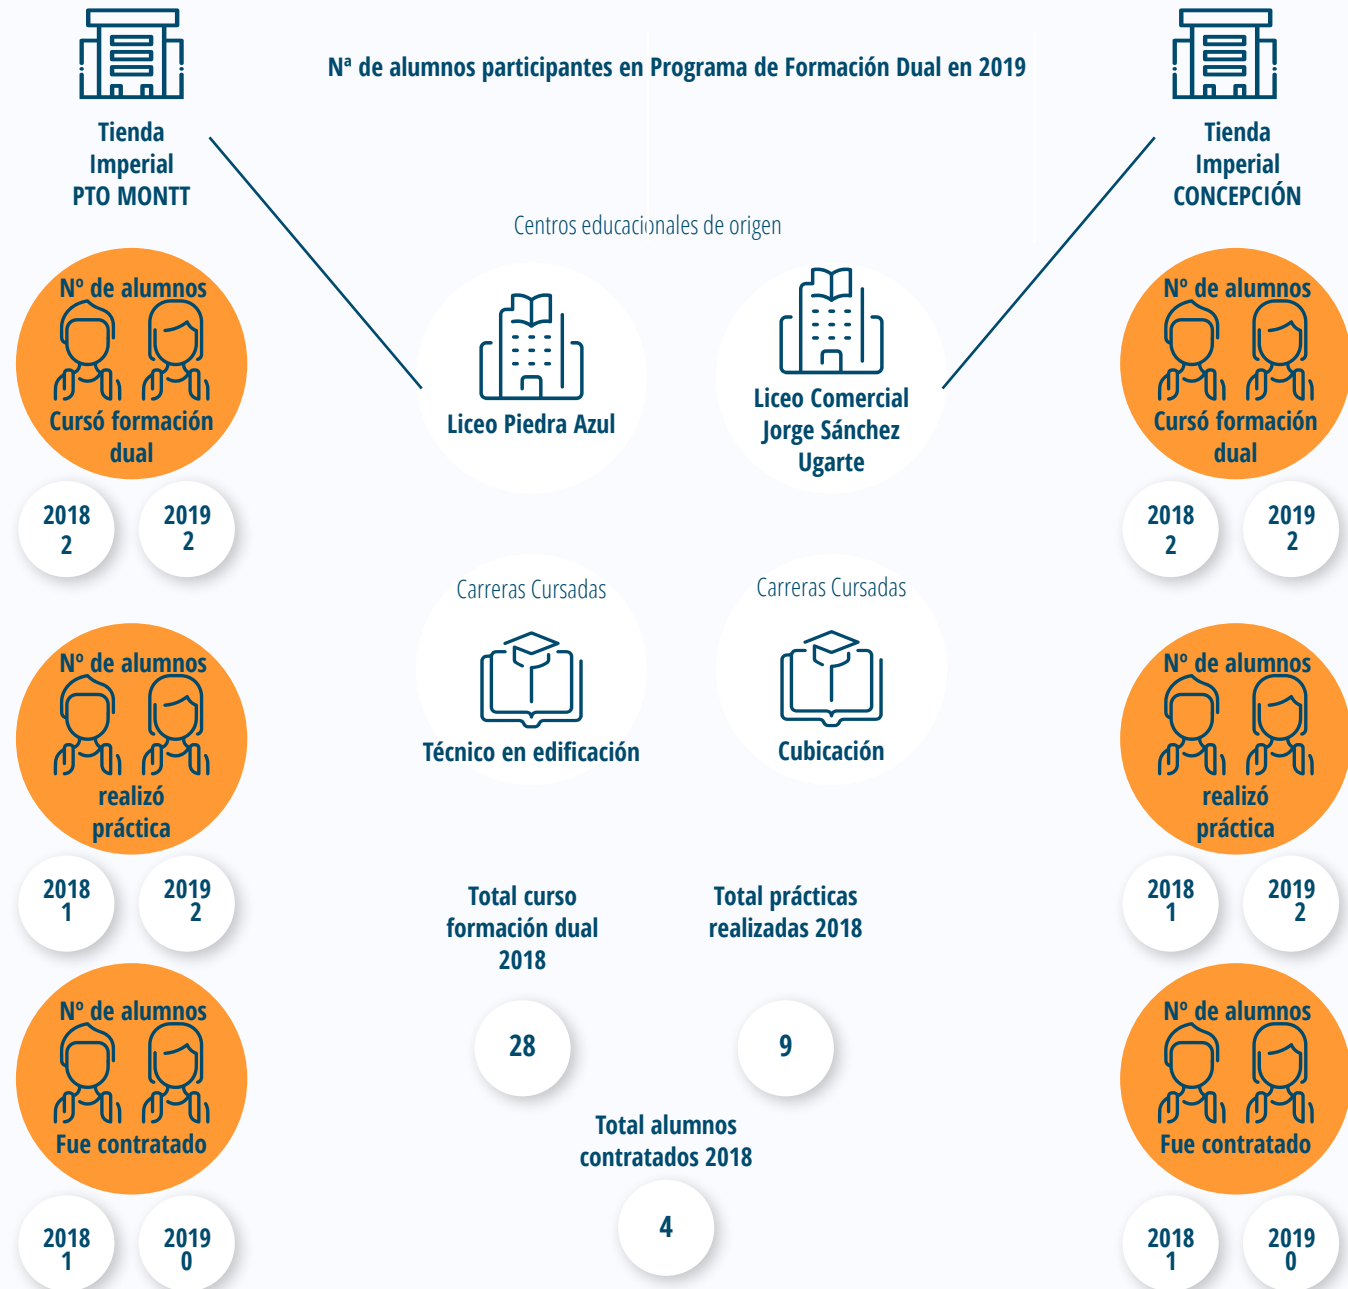 Nª de alumnos participantes en Programa de Formación Dual en 2019
Tienda
Imperial
PTO MONTT
Nº de alumnos
Cursó formación
dual
2018
2
2019
2
Nº de alumnos
realizó
práctica
2018
1
2019
2
Nº de alumnos
Fue contratado
2018
1
2019
0
Centros educacionales de origen
Liceo Piedra Azul
Liceo Comercial
Jorge Sánchez
Ugarte
Carreras Cursadas
Técnico en edificación
Carreras Cursadas
Cubicación
Total curso
formación dual
2018
28
Total prácticas
realizadas 2018
9
Total alumnos
contratados 2018
4
Tienda
Imperial
CONCEPCIÓN
Nº de alumnos
Cursó formación
dual
2018
2
2019
2
Nº de alumnos
realizó
práctica
2018
1
2019
2
Nº de alumnos
Fue contratado
2018
1
2019
0